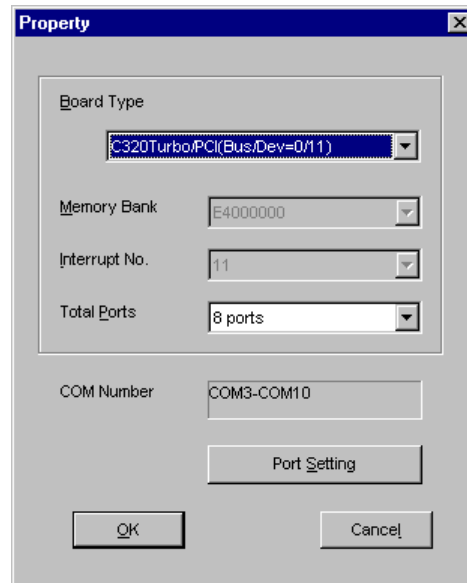 Property
Board Type
C320Turbo/PCI(Bus/Dev=0/11)
Memory Bank E4000000
Interrupt No. 11
Total Ports 8 ports
COM Number COM3-COM10
Port Setting
OK Cancel